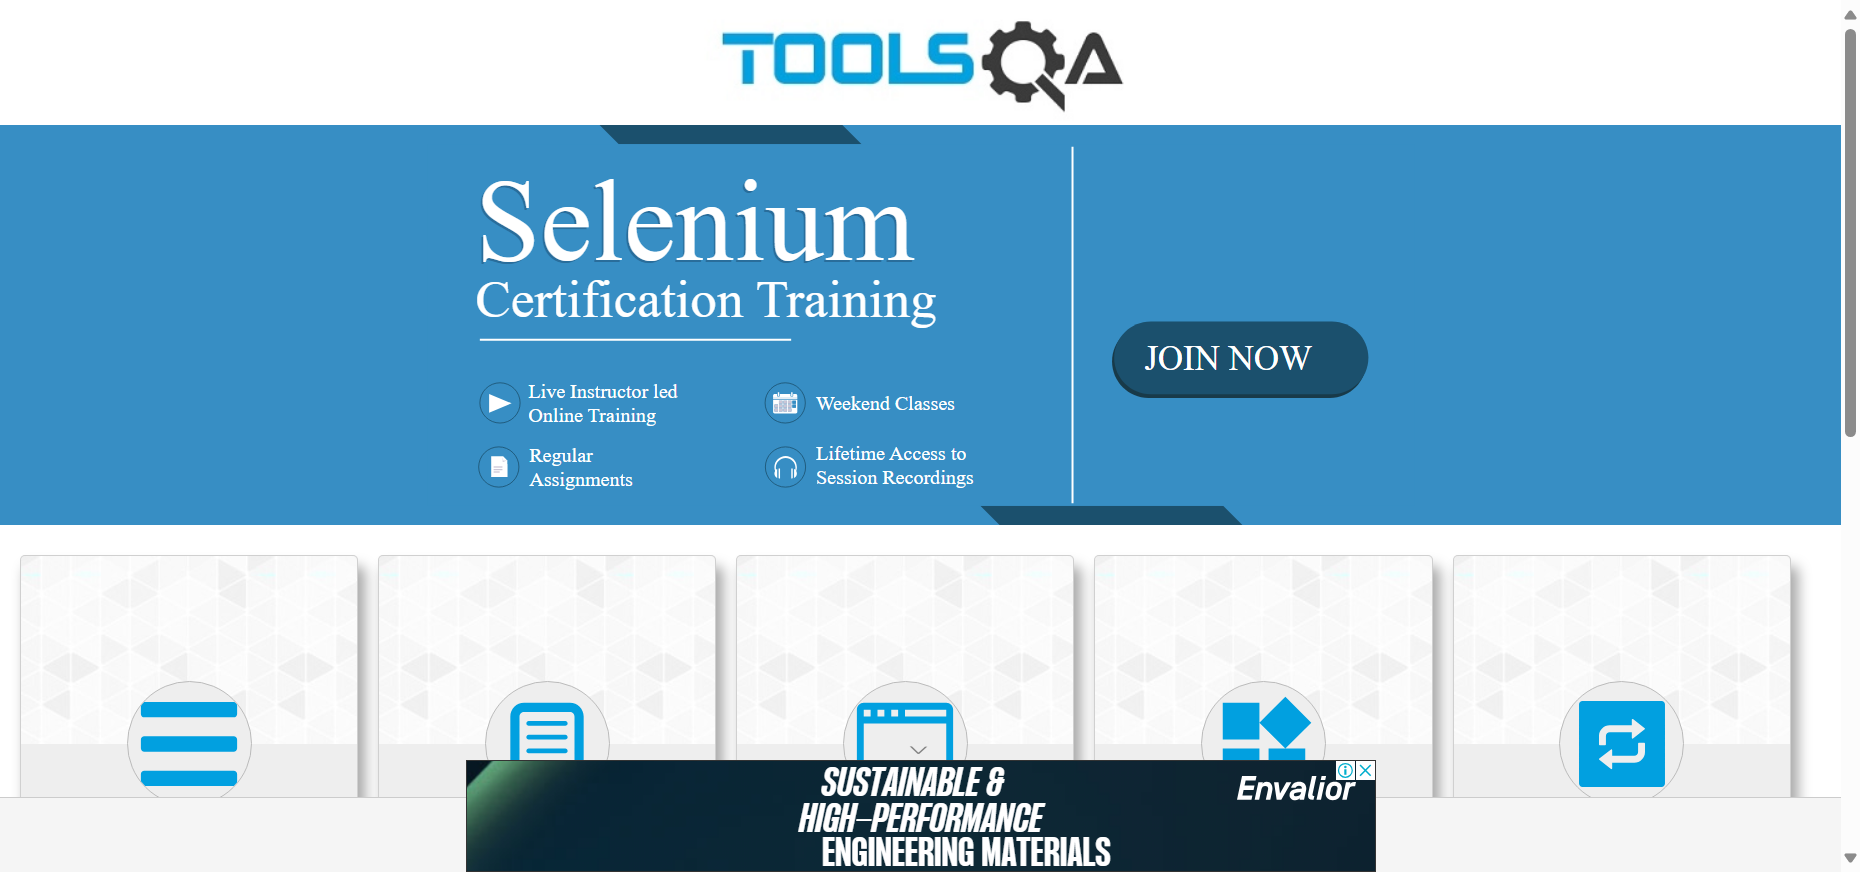 TOOLSQA
Selenium
Certification Training
Live Instructor led
Online Training
Weekend Classes
Regular
Assignments
Lifetime Access to
Session Recordings
JOIN NOW
SUSTAINABLE &
HIGH–PERFORMANCE
ENGINEERING MATERIALS
Envalior